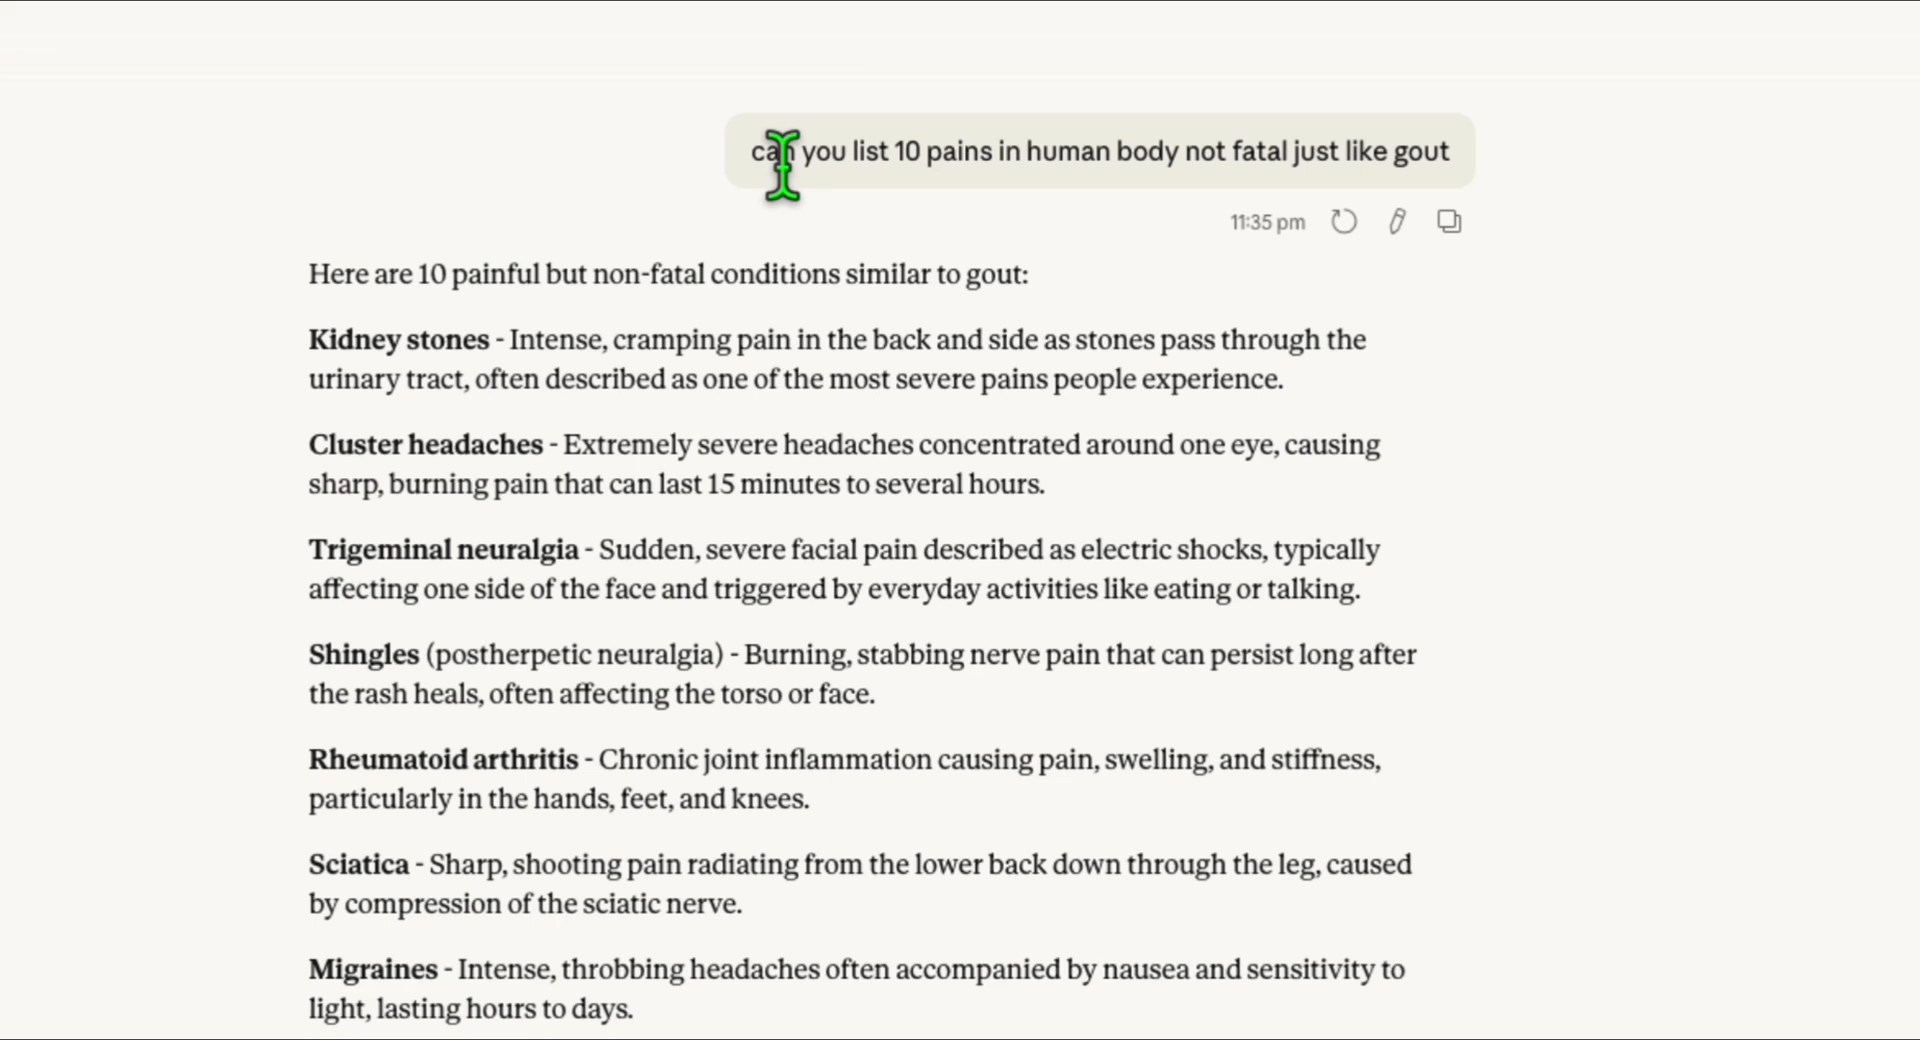 can you list 10 pains in human body not fatal just like gout
11:35 pm
Here are 10 painful but non-fatal conditions similar to gout:
Kidney stones - Intense, cramping pain in the back and side as stones pass through the
urinary tract, often described as one of the most severe pains people experience.
Cluster headaches - Extremely severe headaches concentrated around one eye, causing
sharp, burning pain that can last 15 minutes to several hours.
Trigeminal neuralgia - Sudden, severe facial pain described as electric shocks, typically
affecting one side of the face and triggered by everyday activities like eating or talking.
Shingles (postherpetic neuralgia) - Burning, stabbing nerve pain that can persist long after
the rash heals, often affecting the torso or face.
Rheumatoid arthritis - Chronic joint inflammation causing pain, swelling, and stiffness,
particularly in the hands, feet, and knees.
Sciatica - Sharp, shooting pain radiating from the lower back down through the leg, caused
by compression of the sciatic nerve.
Migraines - Intense, throbbing headaches often accompanied by nausea and sensitivity to
light, lasting hours to days.